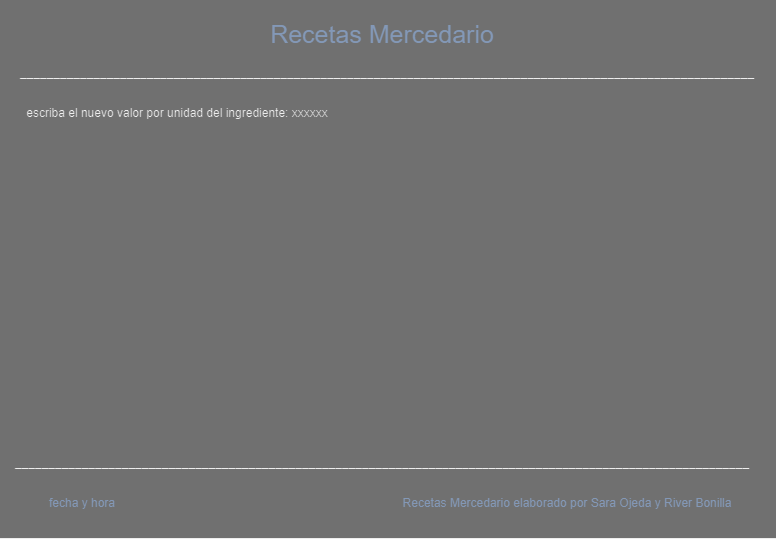 Recetas Mercedario
escriba el nuevo valor por unidad del ingrediente: xxxxxx
fecha y hora
Recetas Mercedario elaborado por Sara Ojeda y River Bonilla